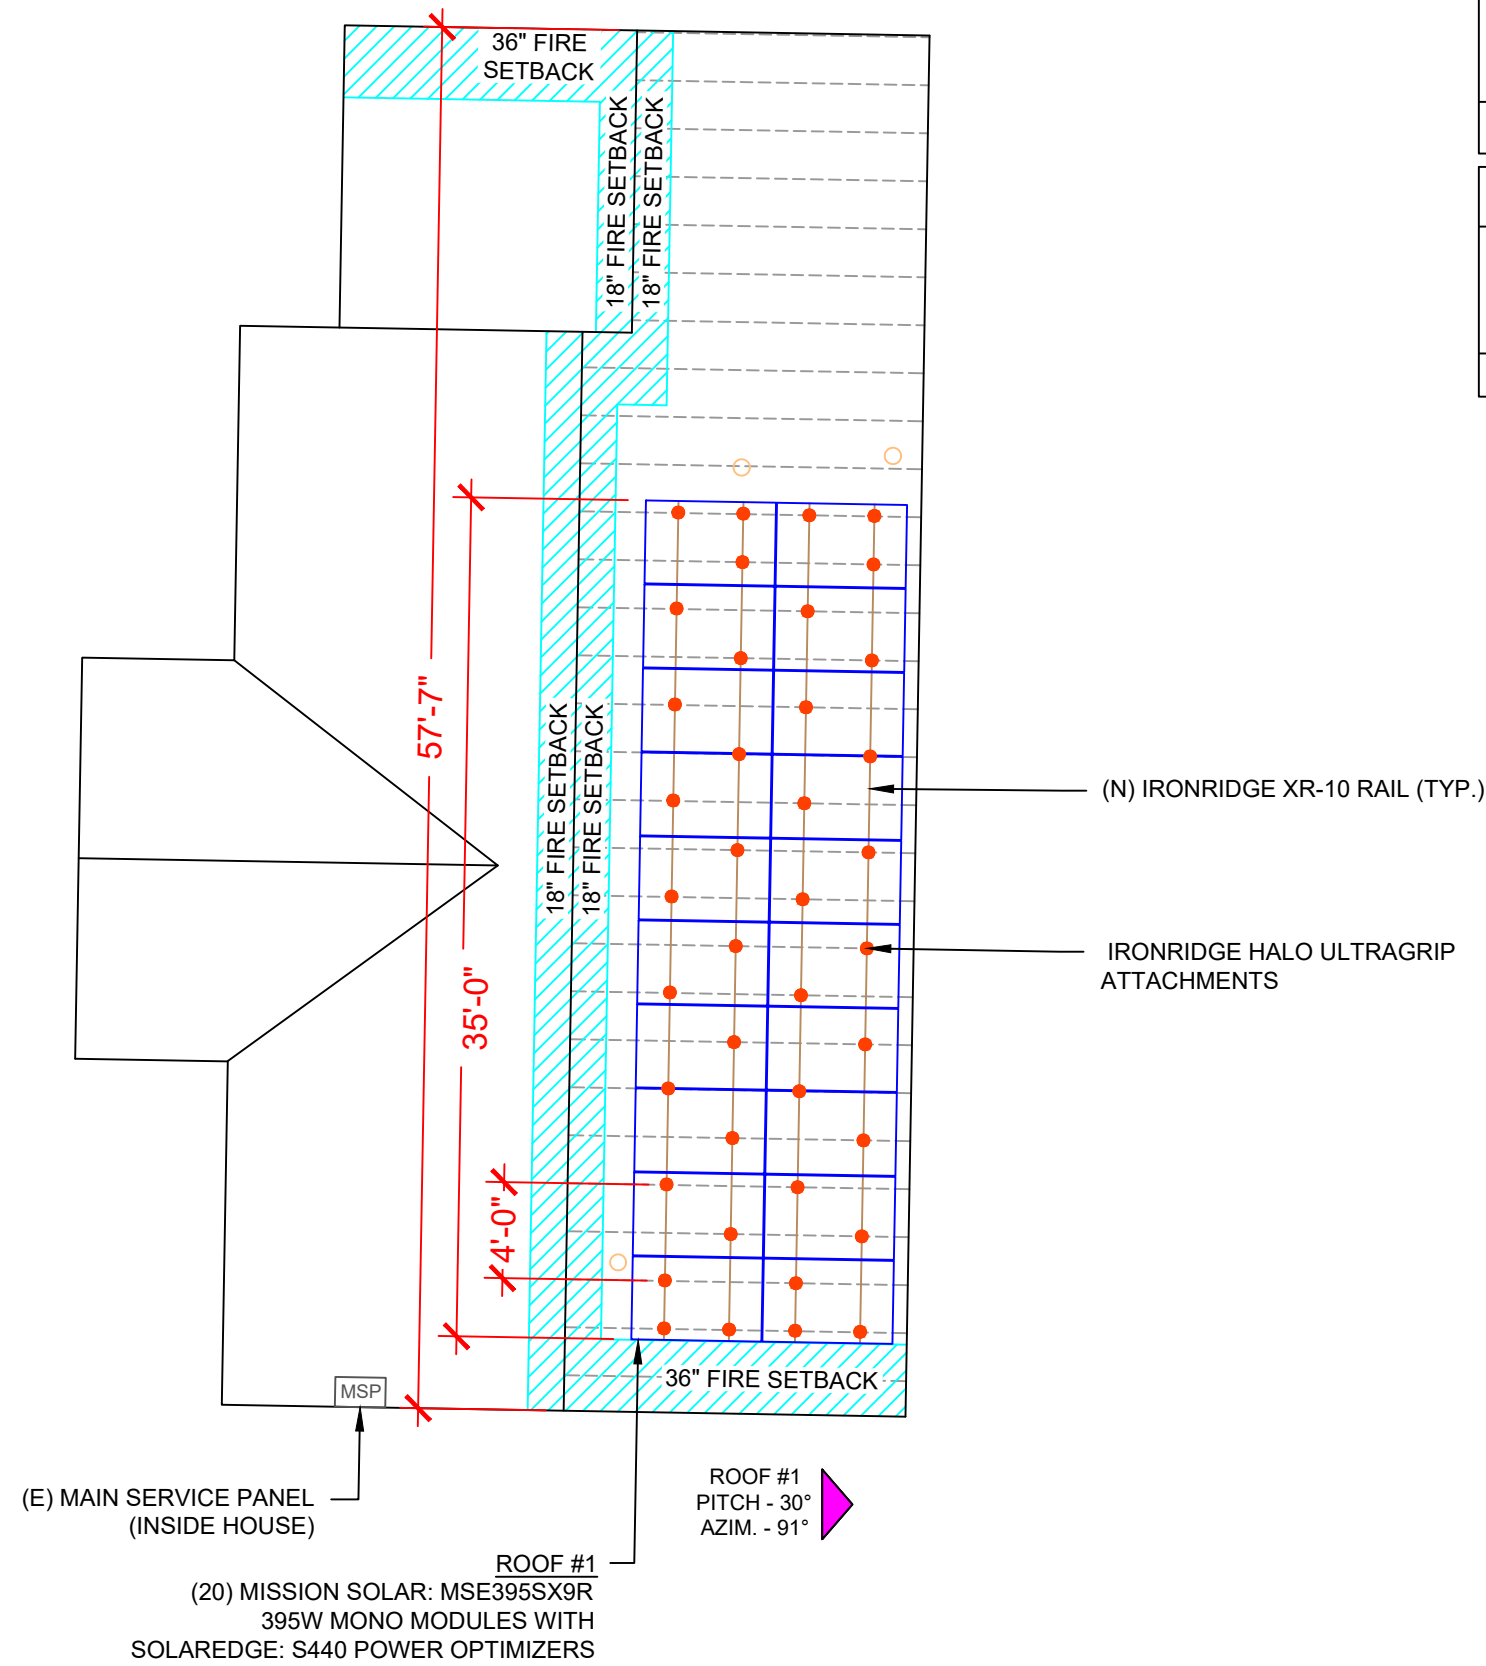 36" FIRE
SETBACK
18" FIRE SETBACK
18" FIRE SETBACK
57'-7"
18" FIRE SETBACK
18" FIRE SETBACK
(N) IRONRIDGE XR-10 RAIL (TYP.)
IRONRIDGE HALO ULTRAGRIP
ATTACHMENTS
35'-0"
4'-0"
36" FIRE SETBACK
MSP
(E) MAIN SERVICE PANEL
(INSIDE HOUSE)
ROOF #1
PITCH - 30°
AZIM. - 91°
ROOF #1
(20) MISSION SOLAR: MSE395SX9R
395W MONO MODULES WITH
SOLAREDGE: S440 POWER OPTIMIZERS